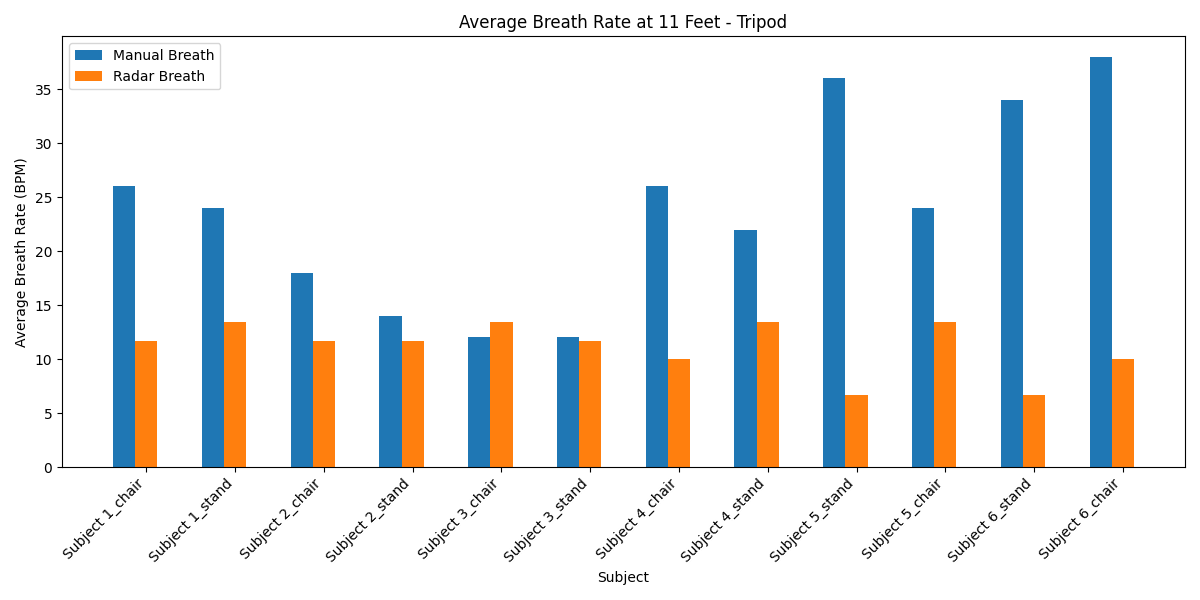 Average Breath Rate at 11 Feet - Tripod
Manual Breath
Radar Breath
Average Breath Rate (BPM)
35
30
25
20
15
10
5
0
Subject 1_chair
Subject 1_stand
Subject 2_chair
Subject 2_stand
Subject 3_chair
Subject 3_stand
Subject 4_chair
Subject 4_stand
Subject 5_stand
Subject 5_chair
Subject 6_stand
Subject 6_chair
Subject